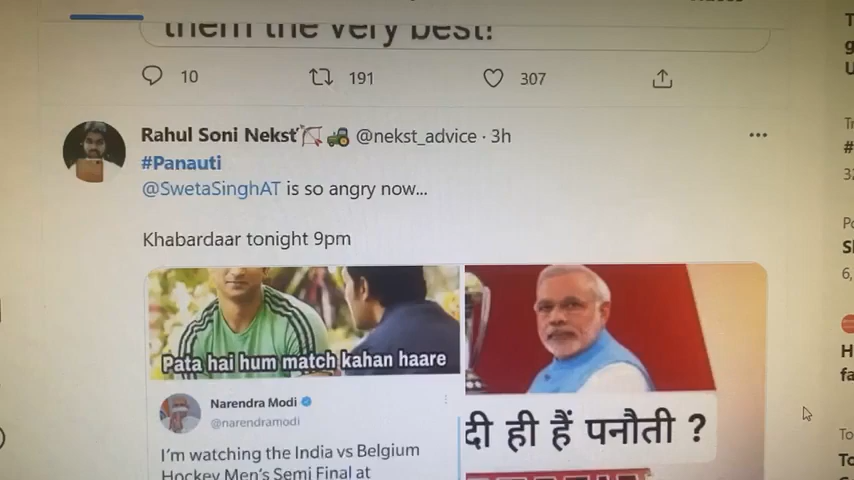 them the very best!
10 191 307
Rahul Soni Neksť @nekst_advice · 3h
#Panauti
@SwetaSinghAT is so angry now...
Khabardaar tonight 9pm
Pata hai hum match kahan haare
Narendra Modi
@narendramodi
I'm watching the India vs Belgium
Hockey Men's Semi Final at
दी ही हैं पनौती ?